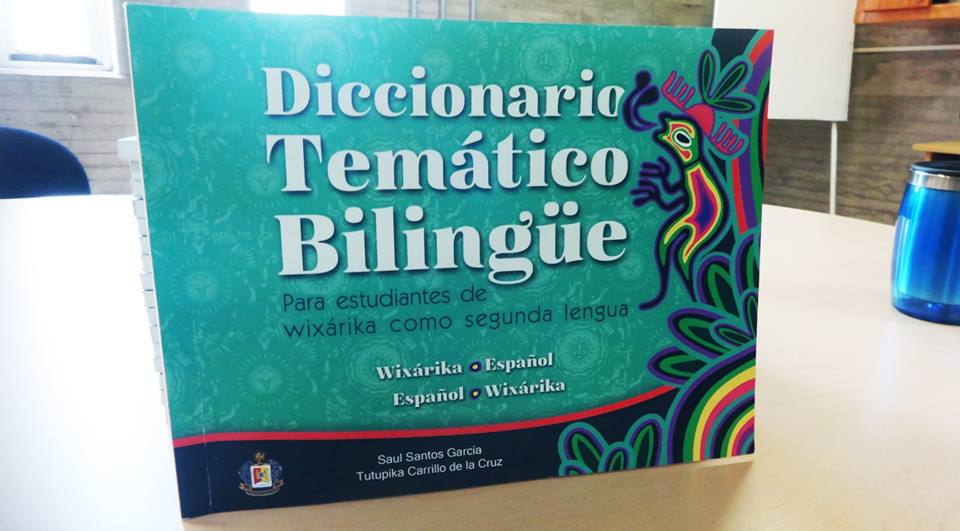 Diccionario
Temático
Bilingüe
Para estudiantes de
wixárika como segunda lengua
Wixárika Español
Español Wixárika
Saul Santos García
Tutupika Carrillo de la Cruz